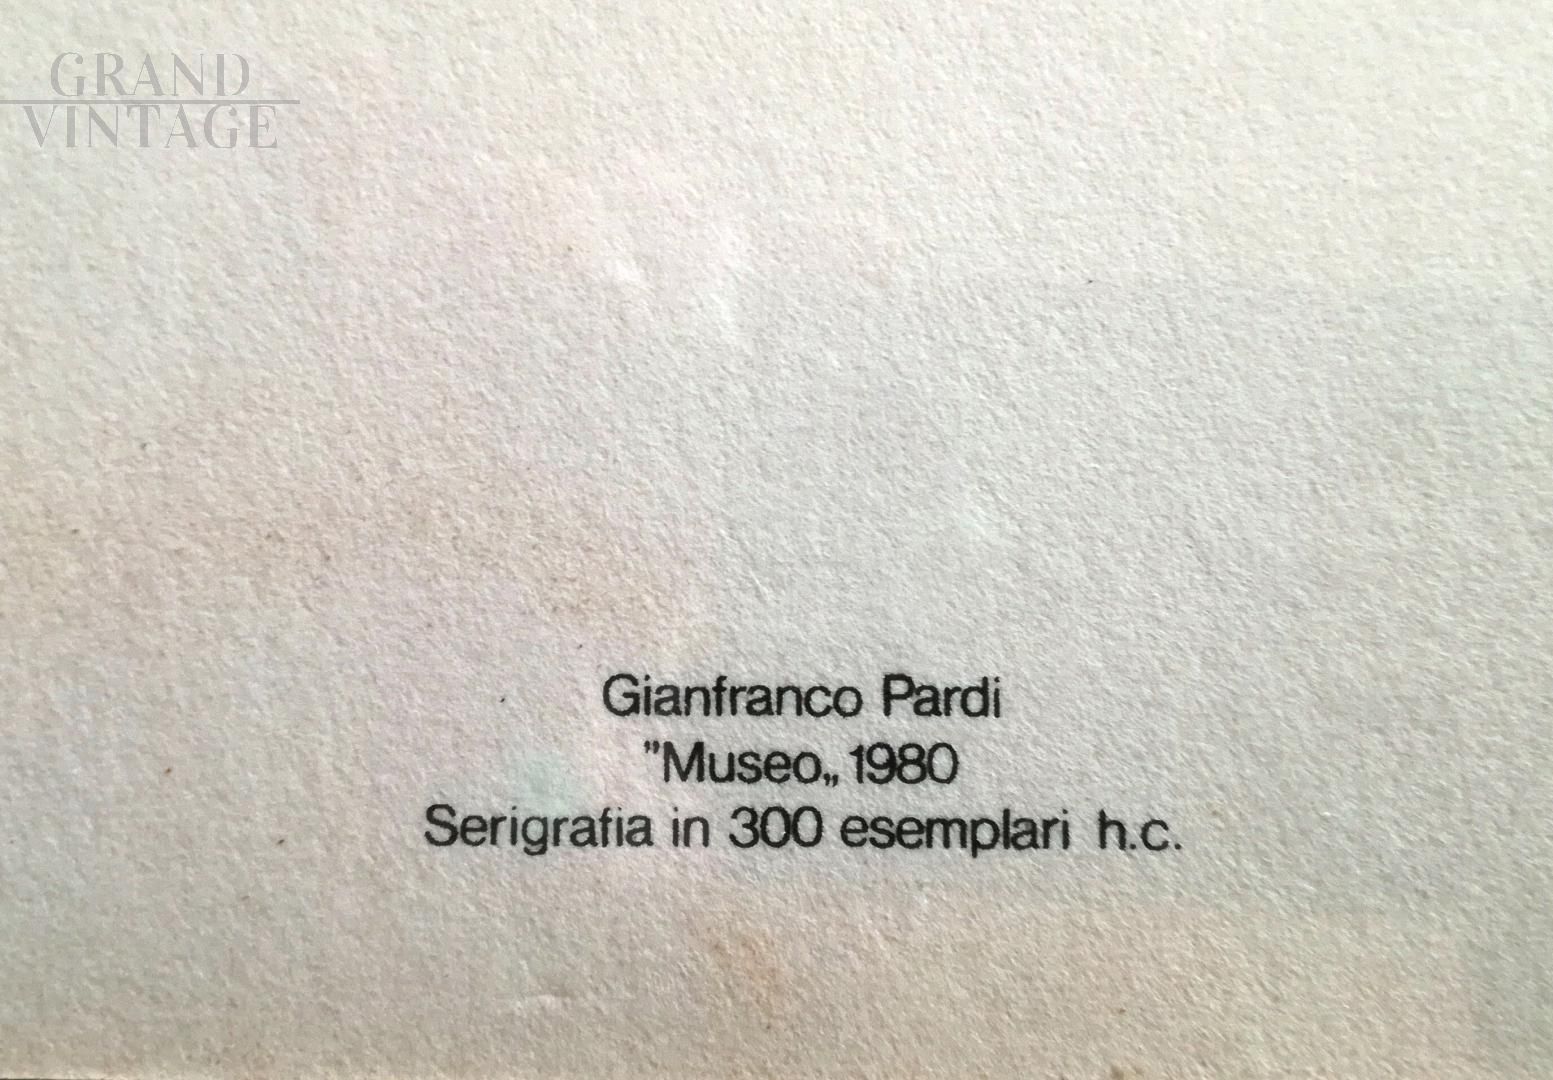 GRAND
VINTAGE
Gianfranco Pardi
"Museo„ 1980
Serigrafia in 300 esemplari h.c.